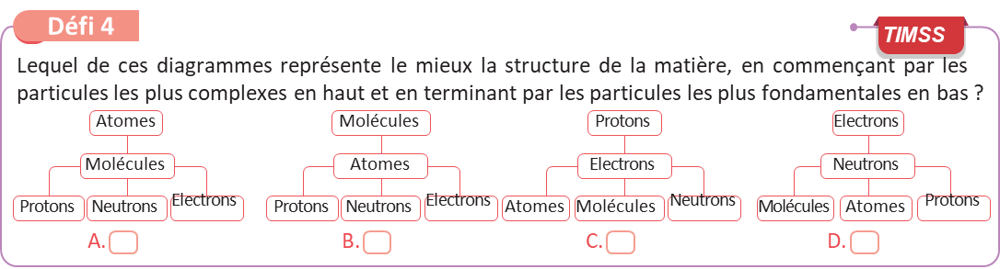 Défi 4
TIMSS
Lequel de ces diagrammes représente le mieux la structure de la matière, en commençant par les
particules les plus complexes en haut et en terminant par les particules les plus fondamentales en bas ?
Atomes
Molécules
Protons Neutrons Electrons
A.
Molécules
Atomes
Protons Neutrons Electrons
B.
Protons
Electrons
Atomes Molécules Neutrons
C.
Electrons
Neutrons
Molécules Atomes Protons
D.